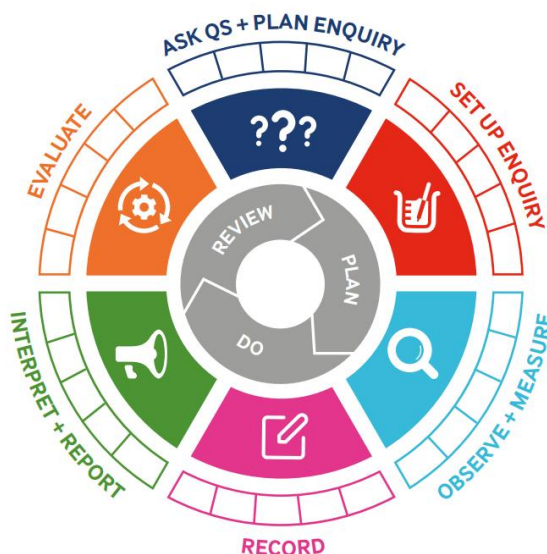 ASK QS + PLAN ENQUIRY
SET UP ENQUIRY
OBSERVE + MEASURE
RECORD
INTERPRET + REPORT
EVALUATE
???
PLAN
DO
REVIEW